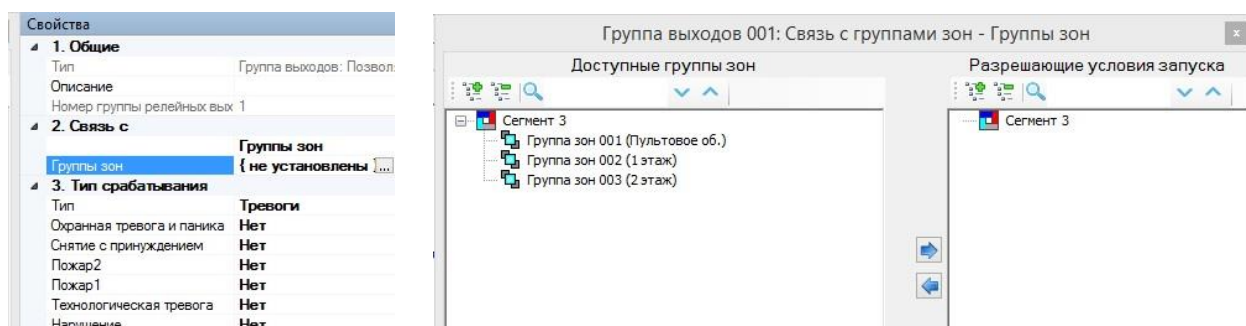 Свойства
1. Общие
Тип Группа выходов: Позвол
Описание
Номер группы релейных вых 1
2. Связь с
Группы зон
Группы зон { не установлены } ...
3. Тип срабатывания
Тип Тревоги
Охранная тревога и паника Нет
Снятие с принуждением Нет
Пожар2 Нет
Пожар1 Нет
Технологическая тревога Нет
Нарушение Нет
Группа выходов 001: Связь с группами зон - Группы зон
Доступные группы зон
Сегмент 3
Группа зон 001 (Пультовое об.)
Группа зон 002 (1 этаж)
Группа зон 003 (2 этаж)
Разрешающие условия запуска
Сегмент 3